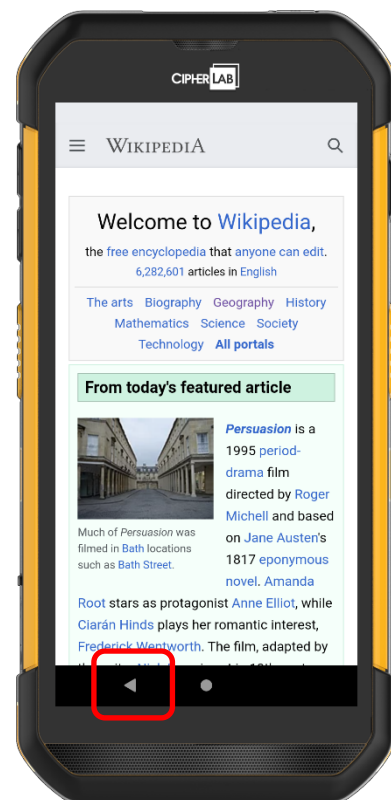 CIPHERLAB
WIKIPEDIA
Welcome to Wikipedia,
the free encyclopedia that anyone can edit.
6,282,601 articles in English
The arts Biography Geography History
Mathematics Science Society
Technology All portals
From today's featured article
Persuasion is a
1995 period-
drama film
directed by Roger
Michell and based
on Jane Austen's
1817 eponymous
novel. Amanda
Much of Persuasion was
filmed in Bath locations
such as Bath Street.
Root stars as protagonist Anne Elliot, while
Ciarán Hinds plays her romantic interest,
Frederick Wentworth. The film, adapted by